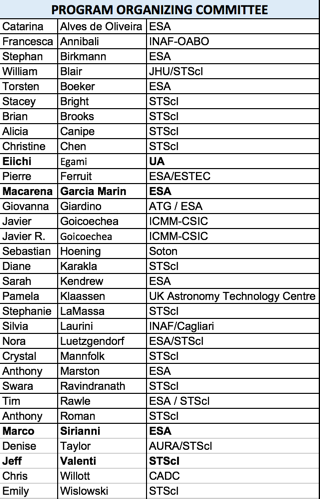 PROGRAM ORGANIZING COMMITTEE
Catarina Alves de Oliveira ESA
Francesca Annibali INAF-OABO
Stephan Birkmann ESA
William Blair JHU/STScI
Torsten Boeker ESA
Stacey Bright STScI
Brian Brooks STScI
Alicia Canipe STScI
Christine Chen STScI
Eiichi Egami UA
Pierre Ferruit ESA/ESTEC
Macarena Garcia Marin ESA
Giovanna Giardino ATG / ESA
Javier Goicoechea ICMM-CSIC
Javier R. Goicoechea ICMM-CSIC
Sebastian Hoening Soton
Diane Karakla STScI
Sarah Kendrew ESA
Pamela Klaassen UK Astronomy Technology Centre
Stephanie LaMassa STScI
Silvia Laurini INAF/Cagliari
Nora Luetzgendorf ESA/STScI
Crystal Mannfolk STScI
Anthony Marston ESA
Swara Ravindranath STScI
Tim Rawle ESA / STScI
Anthony Roman STScI
Marco Sirianni ESA
Denise Taylor AURA/STScI
Jeff Valenti STScI
Chris Willott CADC
Emily Wislowski STScI